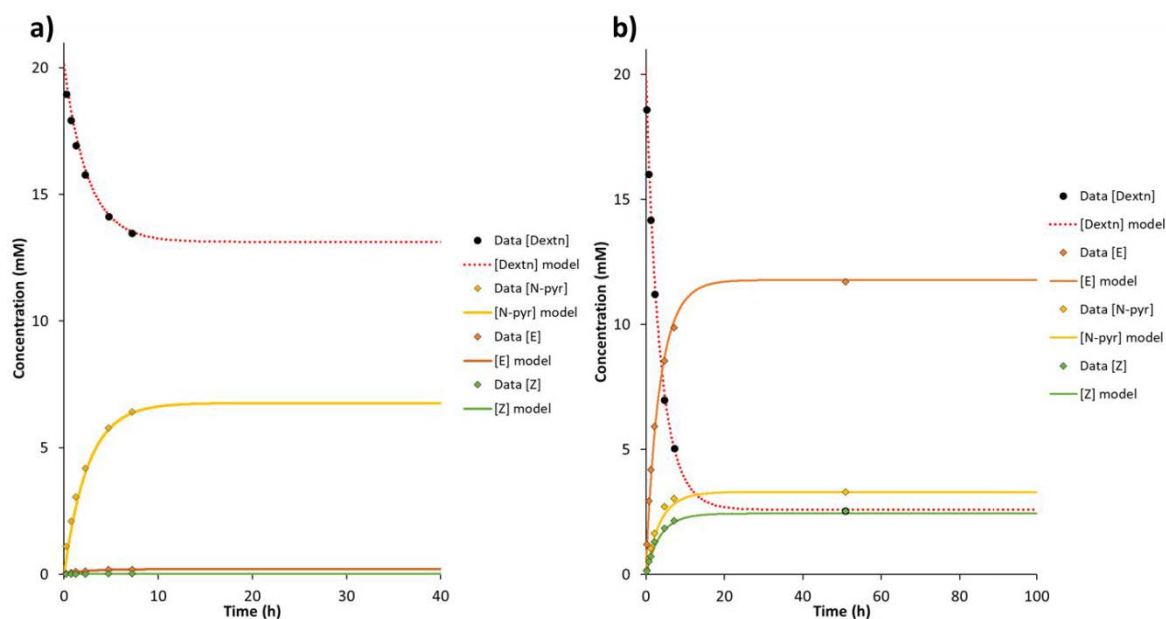 a)
20
15
10
5
0
Concentration (mM)
0
10
20
30
40
Time (h)
Data [Dextn]
[Dextn] model
Data [N-pyr]
[N-pyr] model
Data [E]
[E] model
Data [Z]
[Z] model
b)
20
15
10
5
0
Concentration (mM)
0
20
40
60
80
100
Time (h)
Data [Dextn]
[Dextn] model
Data [E]
[E] model
Data [N-pyr]
[N-pyr] model
Data [Z]
[Z] model